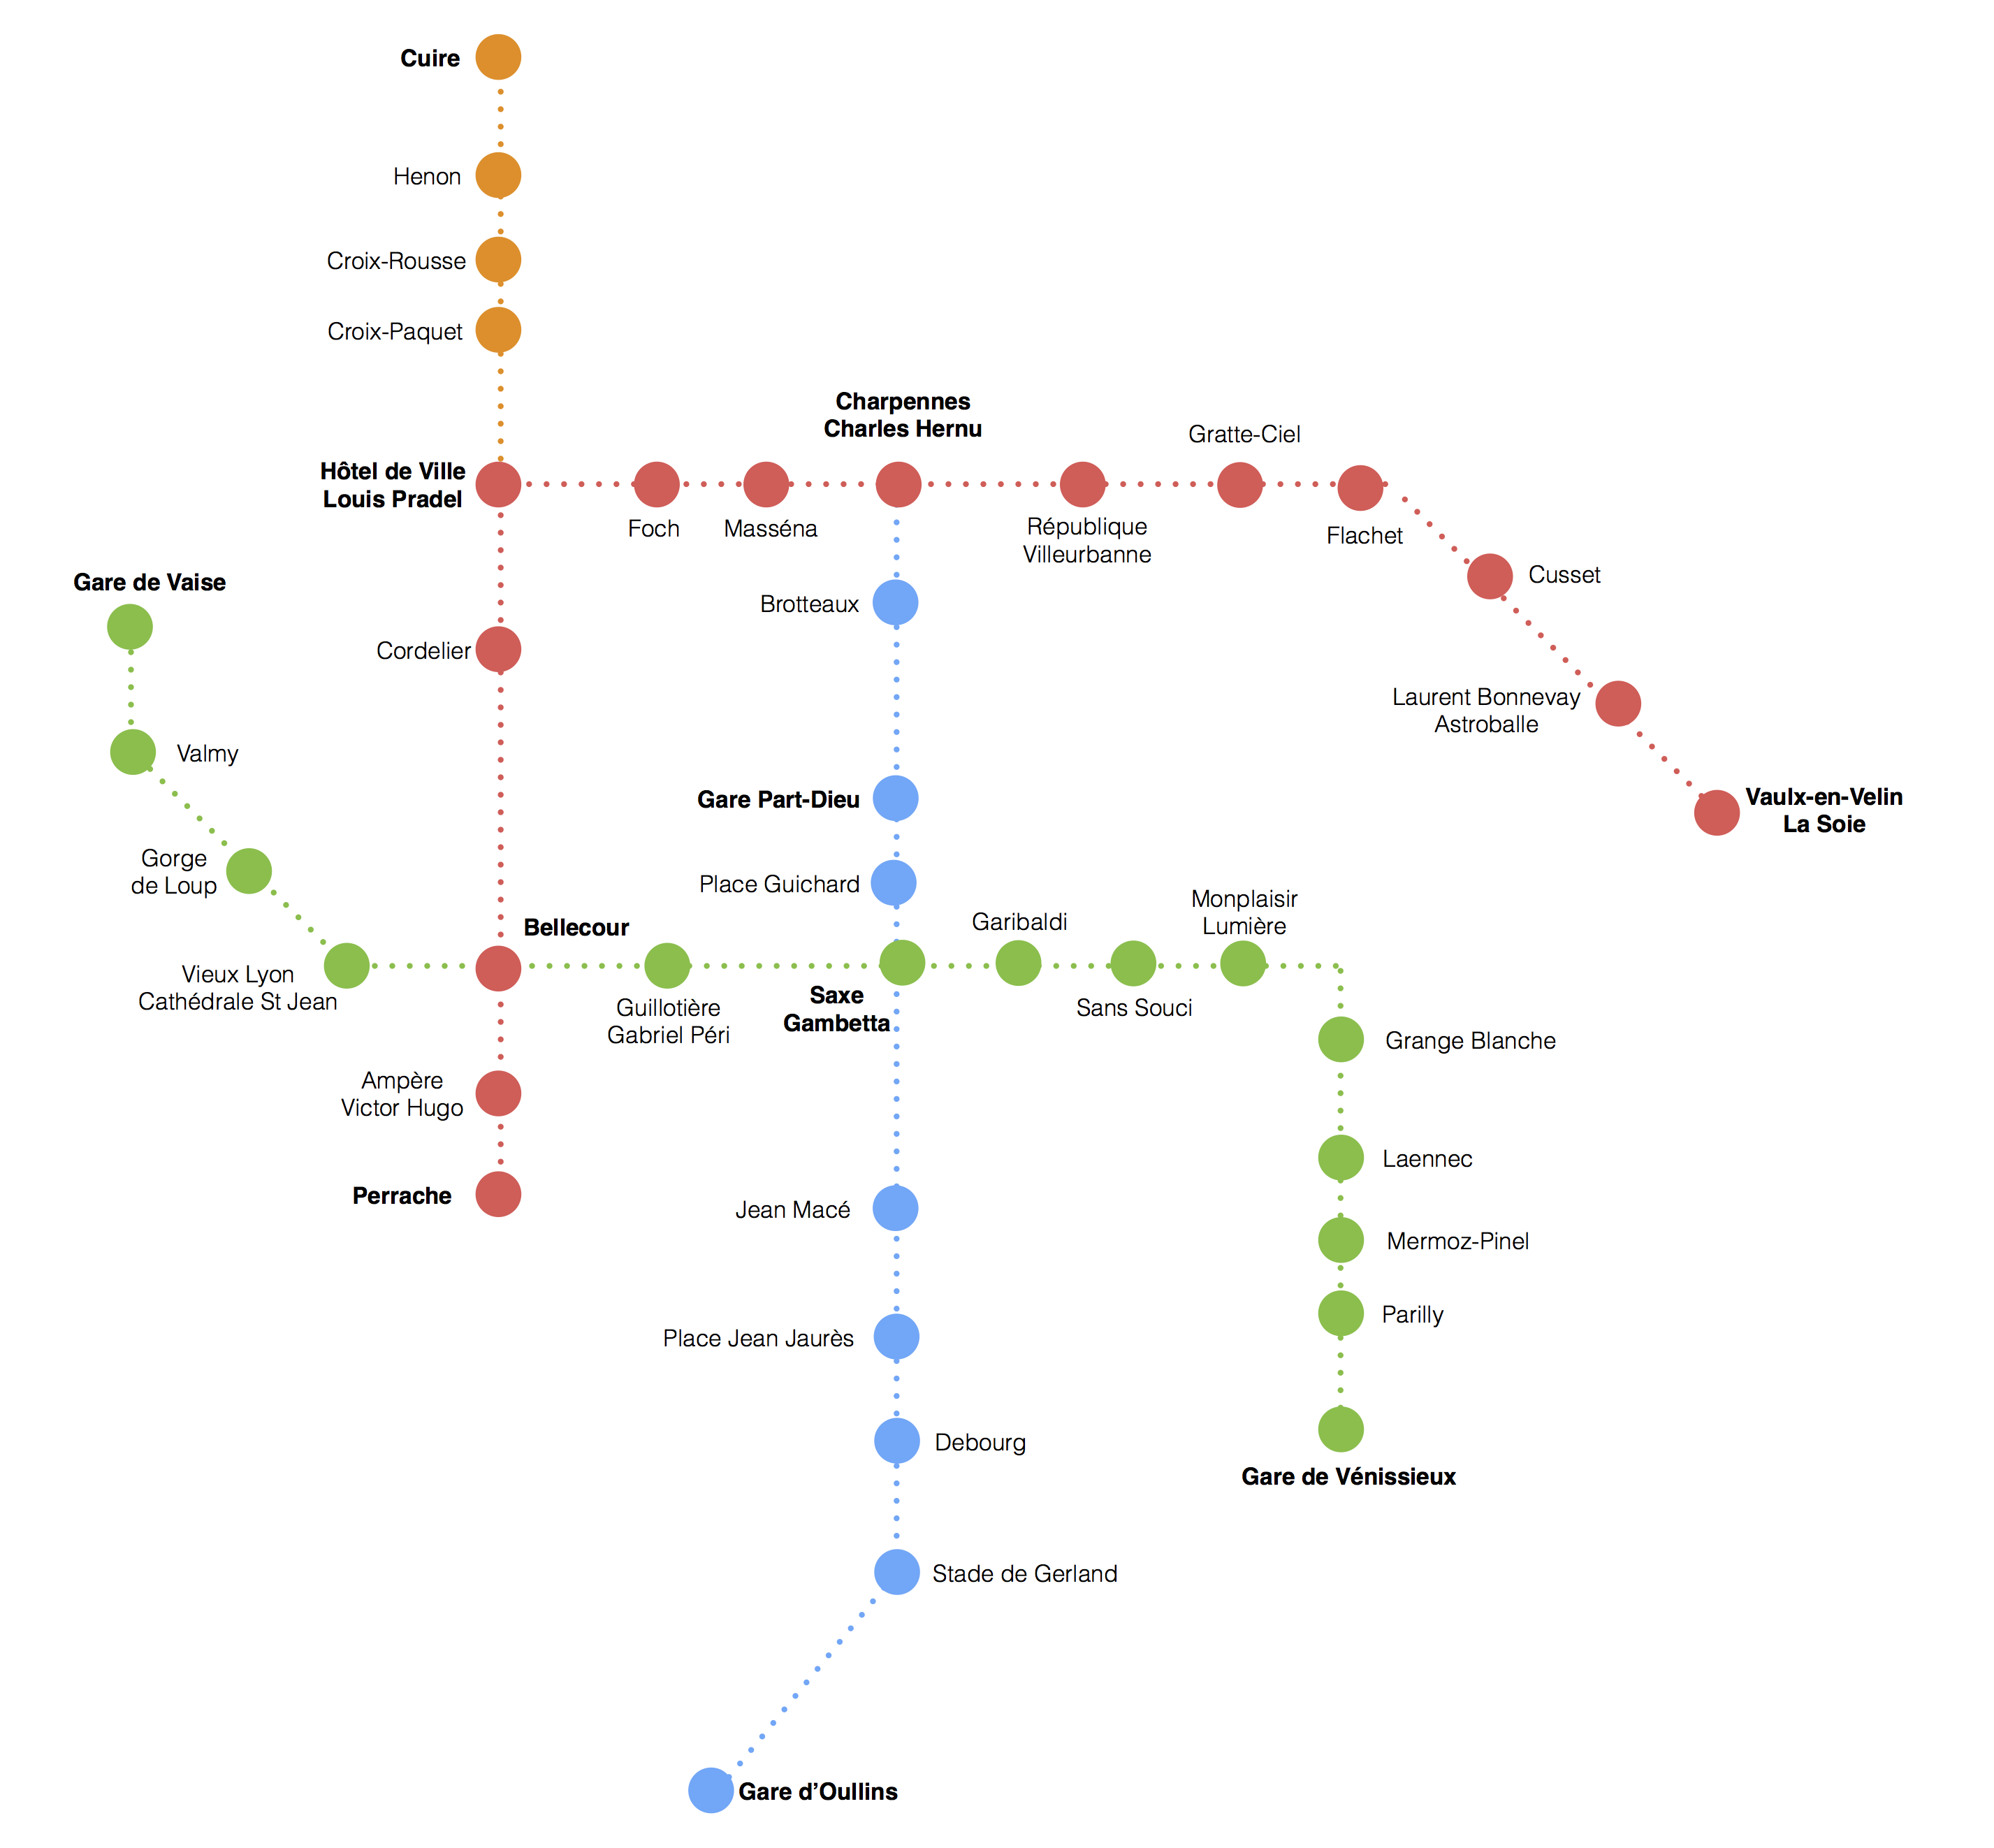 Cuire
Henon
Croix-Rousse
Croix-Paquet
Charpennes
Charles Hernu
Gratte-Ciel
Hôtel de Ville
Louis Pradel
Foch
Masséna
République
Villeurbanne
Flachet
Cusset
Gare de Vaise
Brotteaux
Cordelier
Laurent Bonnevay
Astroballe
Valmy
Gare Part-Dieu
Vaulx-en-Velin
La Soie
Gorge
de Loup
Place Guichard
Bellecour
Garibaldi
Monplaisir
Lumière
Vieux Lyon
Cathédrale St Jean
Guillotière
Gabriel Péri
Saxe
Gambetta
Sans Souci
Grange Blanche
Ampère
Victor Hugo
Laennec
Perrache
Jean Macé
Mermoz-Pinel
Parilly
Place Jean Jaurès
Debourg
Gare de Vénissieux
Stade de Gerland
Gare d’Oullins